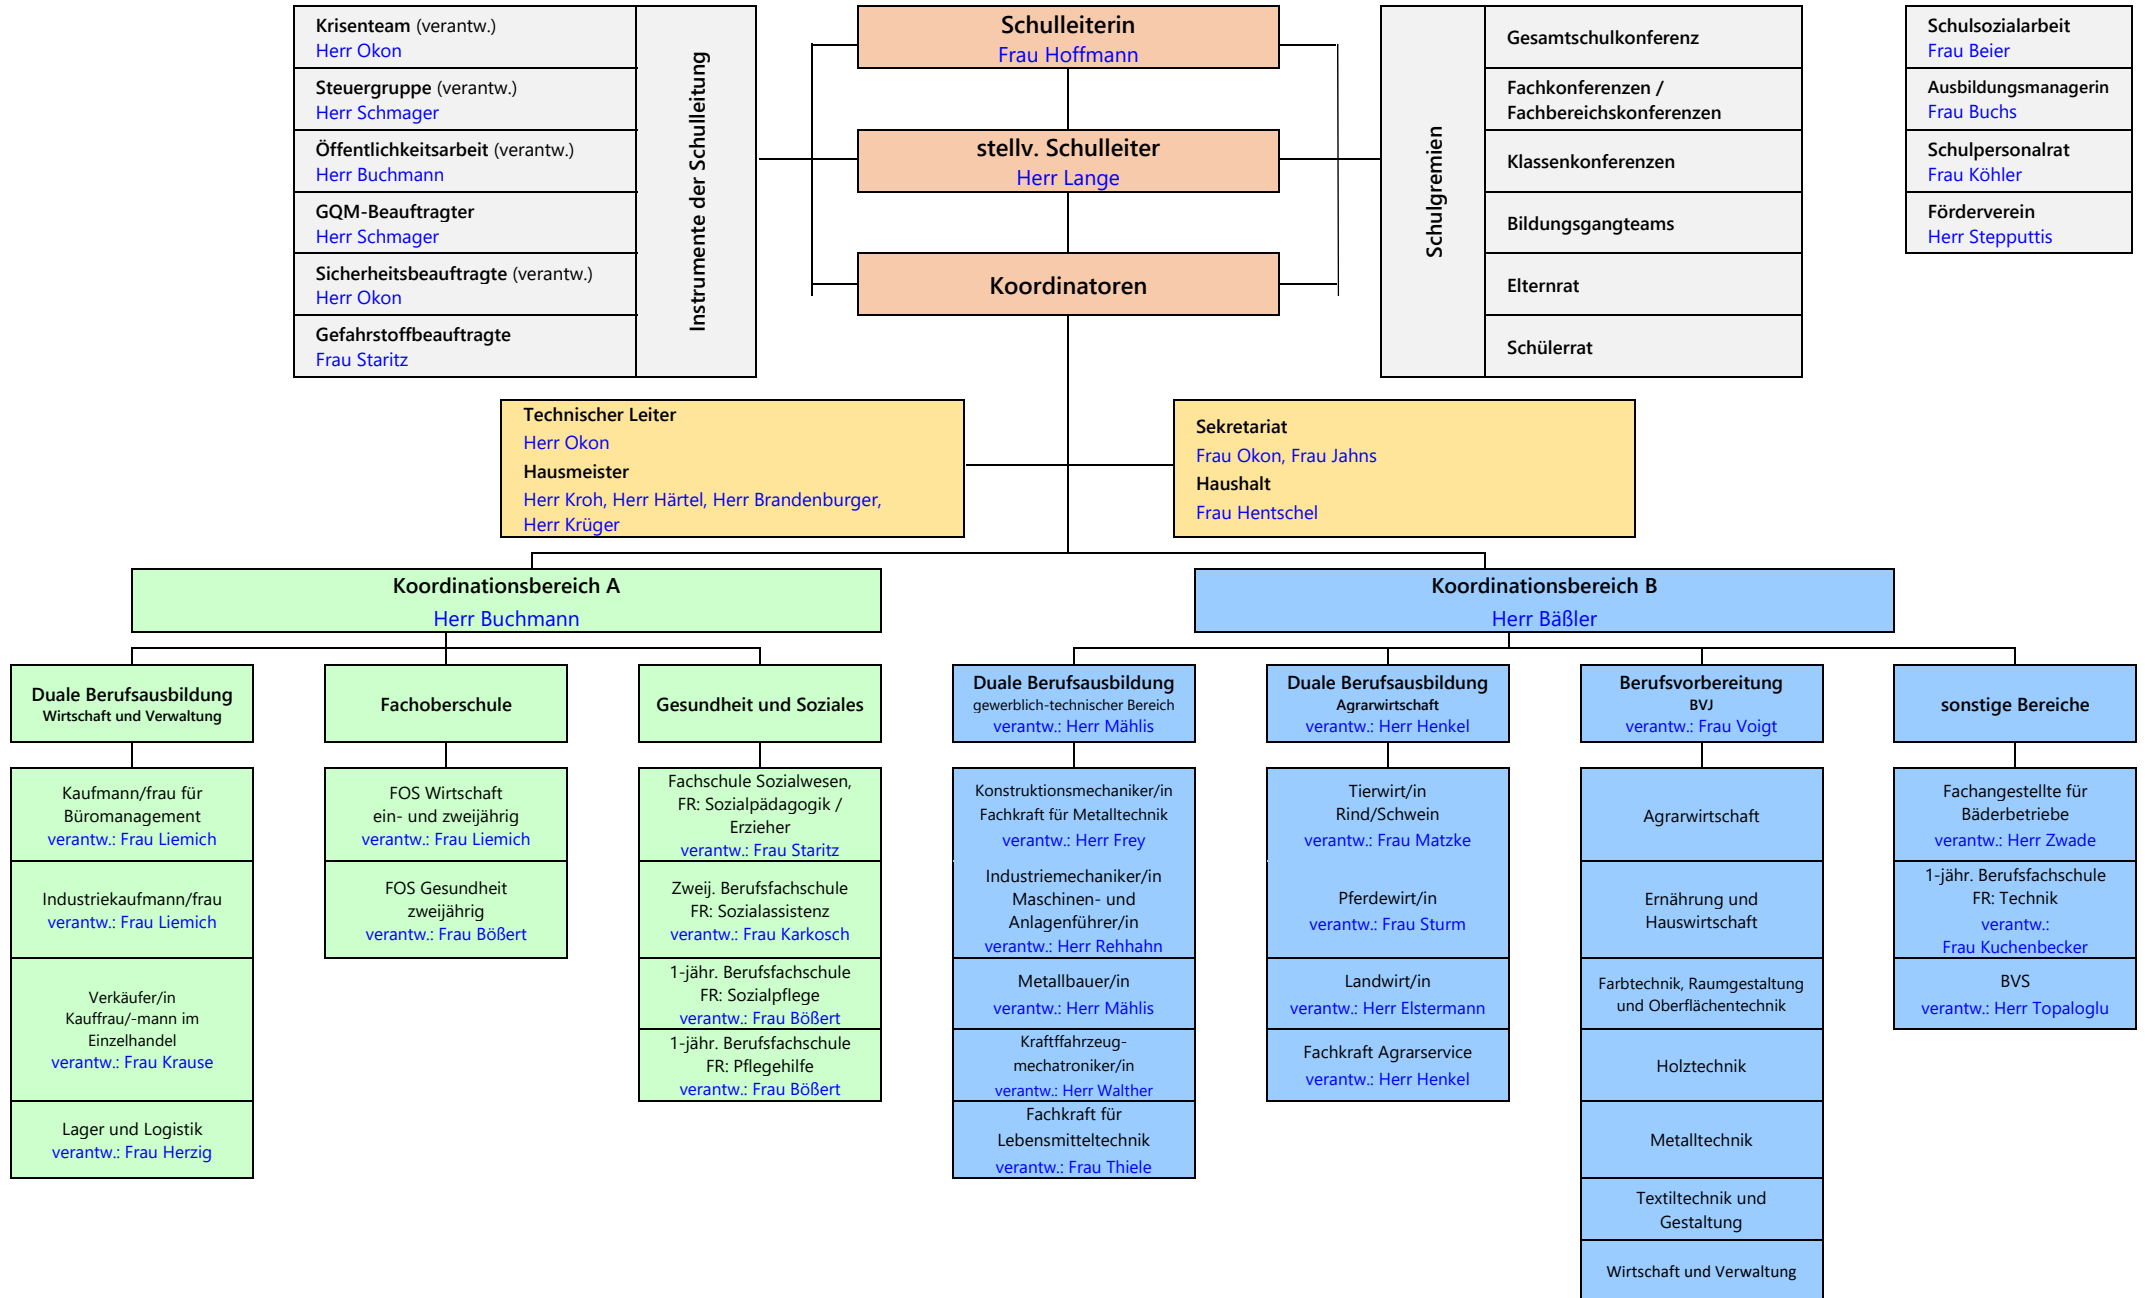 Krisenteam (verantw.)
Herr Okon
Steuergruppe (verantw.)
Herr Schmager
Öffentlichkeitsarbeit (verantw.)
Herr Buchmann
GQM-Beauftragter
Herr Schmager
Sicherheitsbeauftragte (verantw.)
Herr Okon
Gefahrstoffbeauftragte
Frau Staritz
Instrumente der Schulleitung
Schulleiterin
Frau Hoffmann
stellv. Schulleiter
Herr Lange
Koordinatoren
Schulgremien
Gesamtschulkonferenz
Fachkonferenzen /
Fachbereichskonferenzen
Klassenkonferenzen
Bildungsgangteams
Elternrat
Schülerrat
Schulsozialarbeit
Frau Beier
Ausbildungsmanagerin
Frau Buchs
Schulpersonalrat
Frau Köhler
Förderverein
Herr Stepputtis
Technischer Leiter
Herr Okon
Hausmeister
Herr Kroh, Herr Härtel, Herr Brandenburger,
Herr Krüger
Sekretariat
Frau Okon, Frau Jahns
Haushalt
Frau Hentschel
Koordinationsbereich A
Herr Buchmann
Koordinationsbereich B
Herr Bäßler
Duale Berufsausbildung
Wirtschaft und Verwaltung
Kaufmann/frau für
Büromanagement
verantw.: Frau Liemich
Industriekaufmann/frau
verantw.: Frau Liemich
Verkäufer/in
Kauffrau/-mann im
Einzelhandel
verantw.: Frau Krause
Lager und Logistik
verantw.: Frau Herzig
Fachoberschule
FOS Wirtschaft
ein- und zweijährig
verantw.: Frau Liemich
FOS Gesundheit
zweijährig
verantw.: Frau Bößert
Gesundheit und Soziales
Fachschule Sozialwesen,
FR: Sozialpädagogik /
Erzieher
verantw.: Frau Staritz
Zweij. Berufsfachschule
FR: Sozialassistenz
verantw.: Frau Karkosch
1-jähr. Berufsfachschule
FR: Sozialpflege
verantw.: Frau Bößert
1-jähr. Berufsfachschule
FR: Pflegehilfe
verantw.: Frau Bößert
Duale Berufsausbildung
gewerblich-technischer Bereich
verantw.: Herr Mählis
Konstruktionsmechaniker/in
Fachkraft für Metalltechnik
verantw.: Herr Frey
Industriemechaniker/in
Maschinen- und
Anlagenführer/in
verantw.: Herr Rehhahn
Metallbauer/in
verantw.: Herr Mählis
Kraftffahrzeug-
mechatroniker/in
verantw.: Herr Walther
Fachkraft für
Lebensmitteltechnik
verantw.: Frau Thiele
Duale Berufsausbildung
Agrarwirtschaft
verantw.: Herr Henkel
Tierwirt/in
Rind/Schwein
verantw.: Frau Matzke
Pferdewirt/in
verantw.: Frau Sturm
Landwirt/in
verantw.: Herr Elstermann
Fachkraft Agrarservice
verantw.: Herr Henkel
Berufsvorbereitung
BVJ
verantw.: Frau Voigt
Agrarwirtschaft
Ernährung und
Hauswirtschaft
Farbtechnik, Raumgestaltung
und Oberflächentechnik
Holztechnik
Metalltechnik
Textiltechnik und
Gestaltung
Wirtschaft und Verwaltung
sonstige Bereiche
Fachangestellte für
Bäderbetriebe
verantw.: Herr Zwade
1-jähr. Berufsfachschule
FR: Technik
verantw.:
Frau Kuchenbecker
BVS
verantw.: Herr Topaloglu